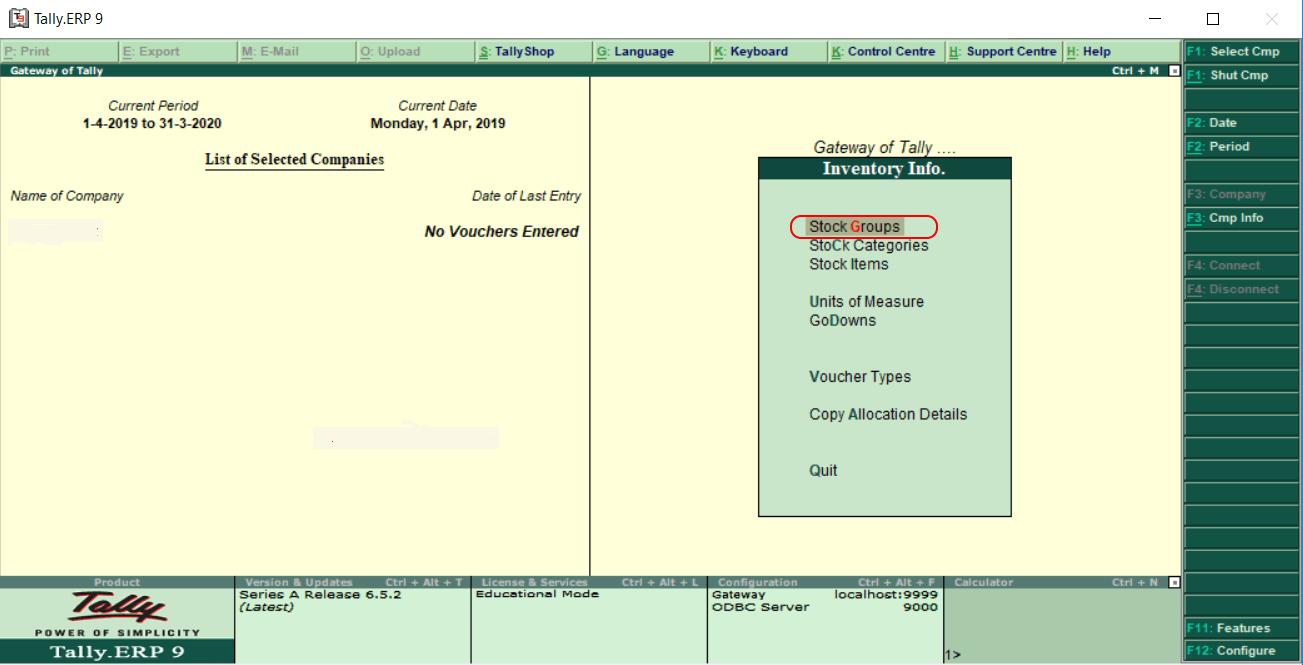 Tally.ERP 9
P: Print E: Export M: E-Mail O: Upload S: TallyShop G: Language K: Keyboard K: Control Centre H: Support Centre H: Help
Gateway of Tally Ctrl + M
Current Period Current Date
1-4-2019 to 31-3-2020 Monday, 1 Apr, 2019
List of Selected Companies
Name of Company Date of Last Entry
No Vouchers Entered
Gateway of Tally ....
Inventory Info.
Stock Groups
StoCk Categories
Stock Items
Units of Measure
GoDowns
Voucher Types
Copy Allocation Details
Quit
F1: Select Cmp
F1: Shut Cmp
F2: Date
F2: Period
F3: Company
F3: Cmp Info
F4: Connect
F4: Disconnect
F11: Features
F12: Configure
Product
Tally
POWER OF SIMPLICITY
Tally.ERP 9
Version & Updates Ctrl + Alt + T
Series A Release 6.5.2
(Latest)
License & Services Ctrl + Alt + L
Educational Mode
Configuration Ctrl + Alt + F
Gateway localhost:9999
ODBC Server 9000
Calculator Ctrl + N
1>